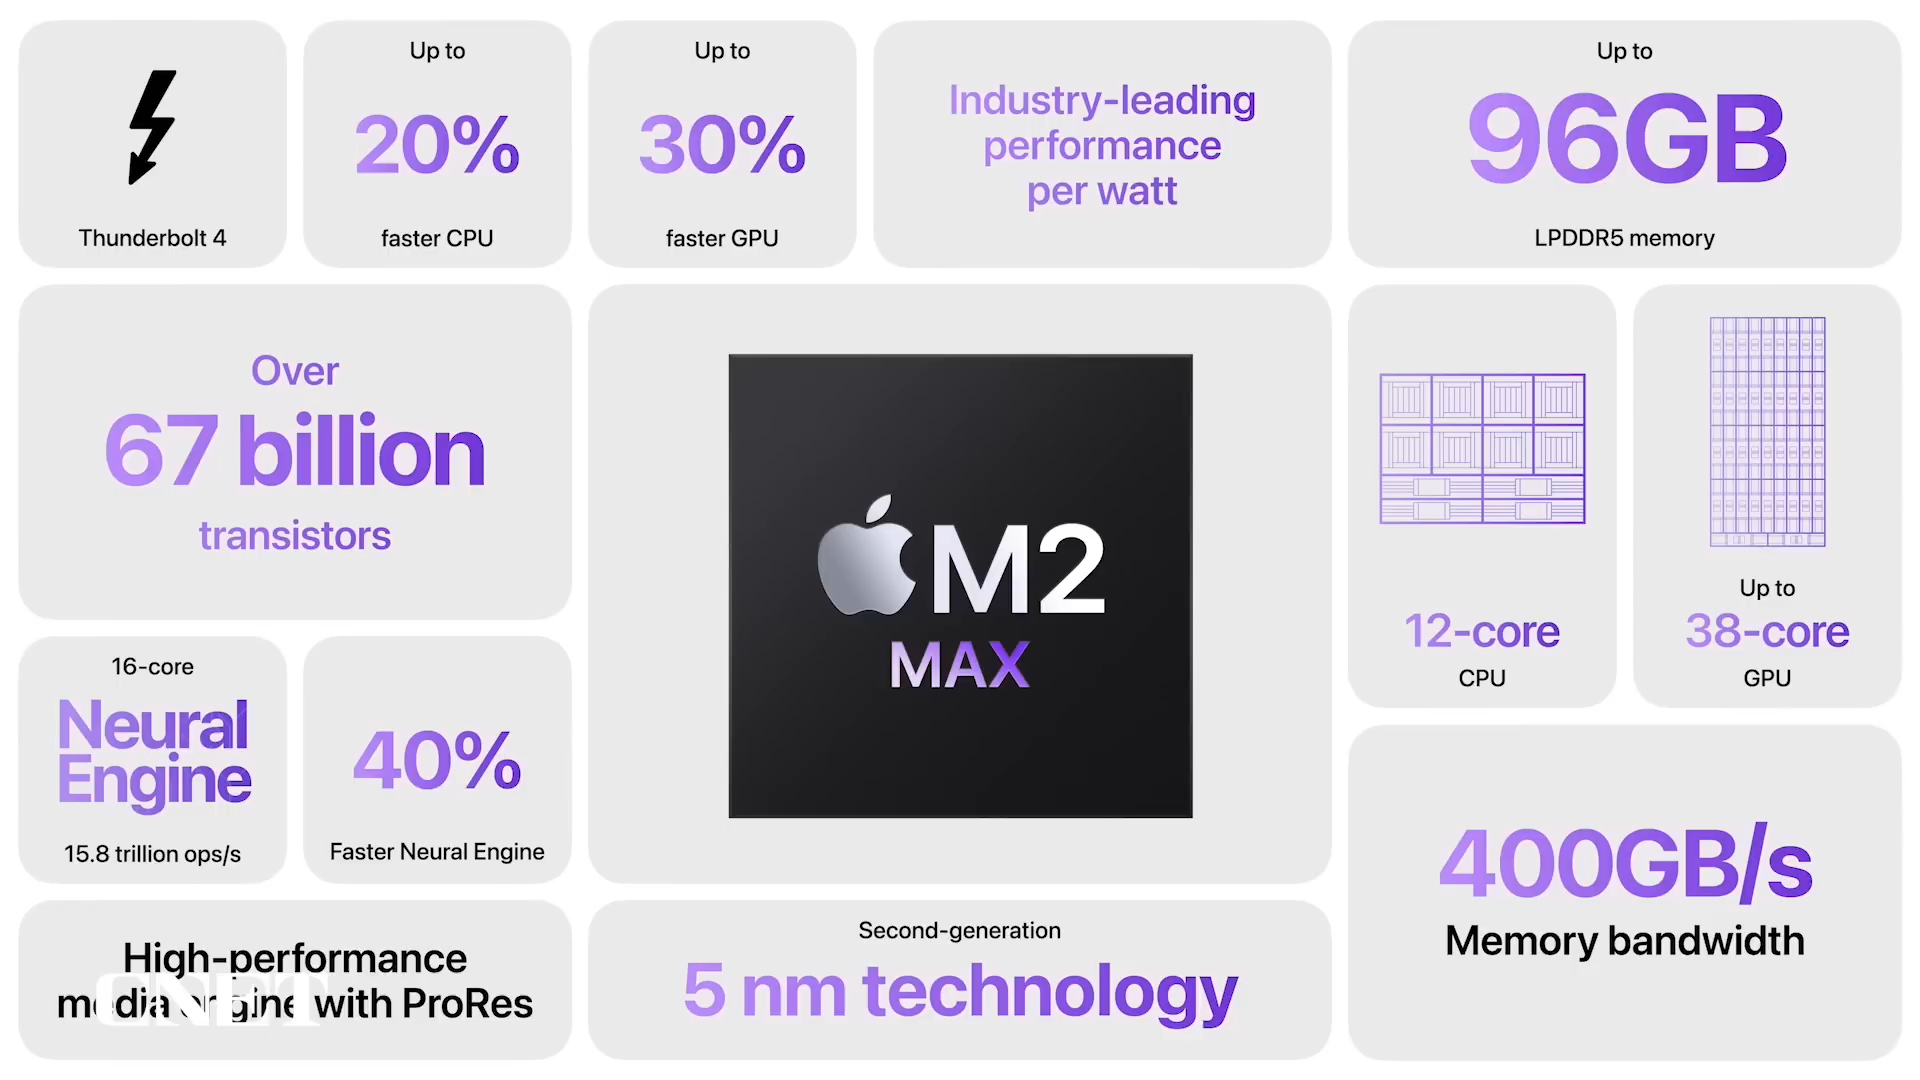 Thunderbolt 4
Up to
20%
faster CPU
Up to
30%
faster GPU
Industry-leading
performance
per watt
Up to
96GB
LPDDR5 memory
Over
67 billion
transistors
M2
MAX
12-core
CPU
Up to
38-core
GPU
16-core
Neural
Engine
15.8 trillion ops/s
40%
Faster Neural Engine
400GB/s
Memory bandwidth
High-performance
media engine with ProRes
CNET
Second-generation
5 nm technology